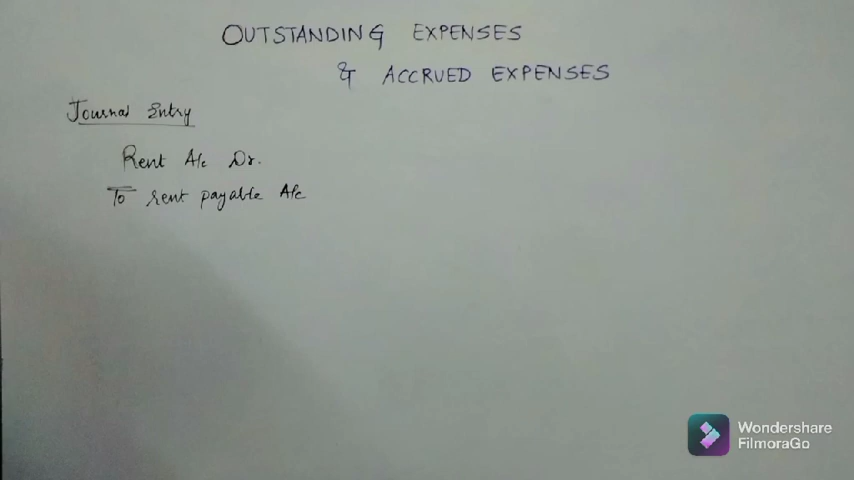 OUTSTANDING EXPENSES
& ACCRUED EXPENSES
Journal Entry
Rent A/c Dr.
To rent payable A/c
Wondershare
FilmoraGo